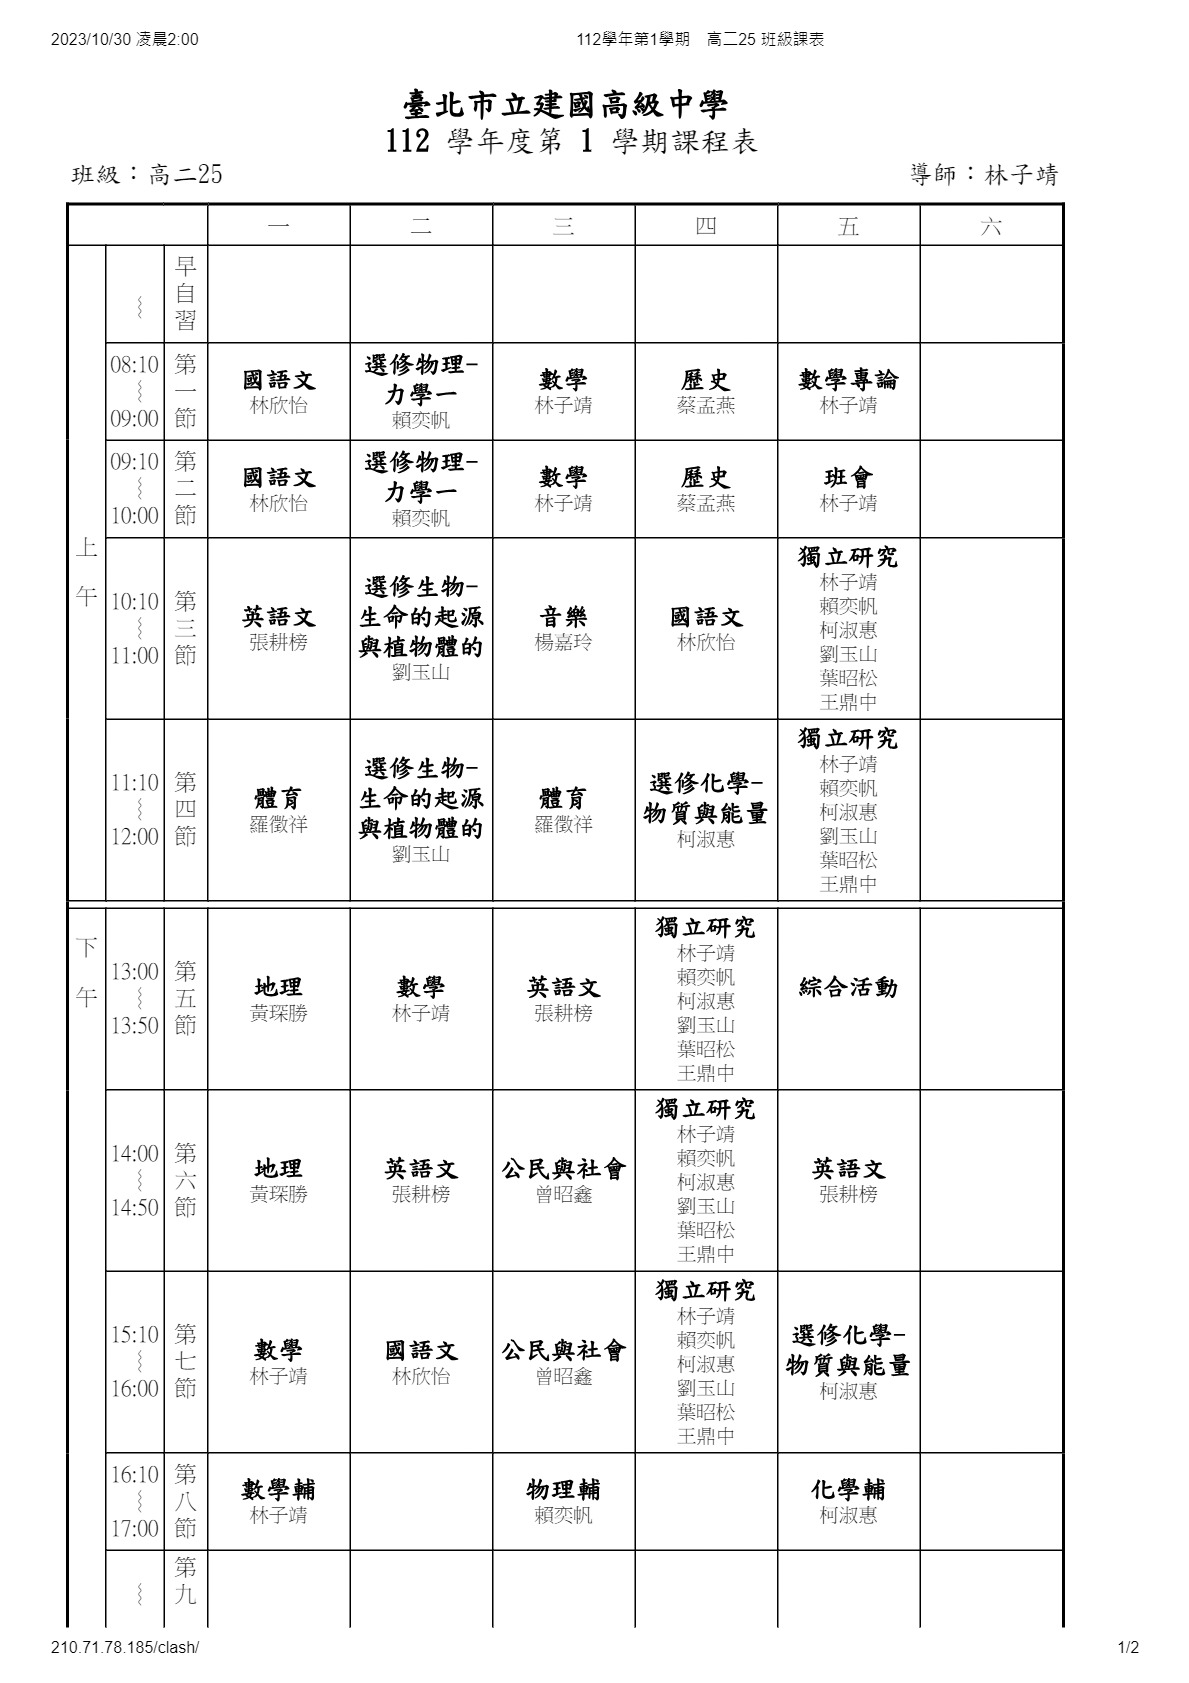 2023/10/30 凌晨2:00
112學年第1學期　高二25 班級課表
臺北市立建國高級中學
112 學年度第 1 學期課程表
班級：高二25
導師：林子靖
一 二 三 四 五 六
上午
～
早自習
08:10
～
09:00
第一節
國語文
林欣怡
選修物理-
力學一
賴奕帆
數學
林子靖
歷史
蔡孟燕
數學專論
林子靖
09:10
～
10:00
第二節
國語文
林欣怡
選修物理-
力學一
賴奕帆
數學
林子靖
歷史
蔡孟燕
班會
林子靖
10:10
～
11:00
第三節
英語文
張耕榜
選修生物-
生命的起源
與植物體的
劉玉山
音樂
楊嘉玲
國語文
林欣怡
獨立研究
林子靖
賴奕帆
柯淑惠
劉玉山
葉昭松
王鼎中
11:10
～
12:00
第四節
體育
羅徵祥
選修生物-
生命的起源
與植物體的
劉玉山
體育
羅徵祥
選修化學-
物質與能量
柯淑惠
獨立研究
林子靖
賴奕帆
柯淑惠
劉玉山
葉昭松
王鼎中
下午
13:00
～
13:50
第五節
地理
黃琛勝
數學
林子靖
英語文
張耕榜
獨立研究
林子靖
賴奕帆
柯淑惠
劉玉山
葉昭松
王鼎中
綜合活動
14:00
～
14:50
第六節
地理
黃琛勝
英語文
張耕榜
公民與社會
曾昭鑫
獨立研究
林子靖
賴奕帆
柯淑惠
劉玉山
葉昭松
王鼎中
英語文
張耕榜
15:10
～
16:00
第七節
數學
林子靖
國語文
林欣怡
公民與社會
曾昭鑫
獨立研究
林子靖
賴奕帆
柯淑惠
劉玉山
葉昭松
王鼎中
選修化學-
物質與能量
柯淑惠
16:10
～
17:00
第八節
數學輔
林子靖
物理輔
賴奕帆
化學輔
柯淑惠
～
第九
210.71.78.185/clash/
1/2